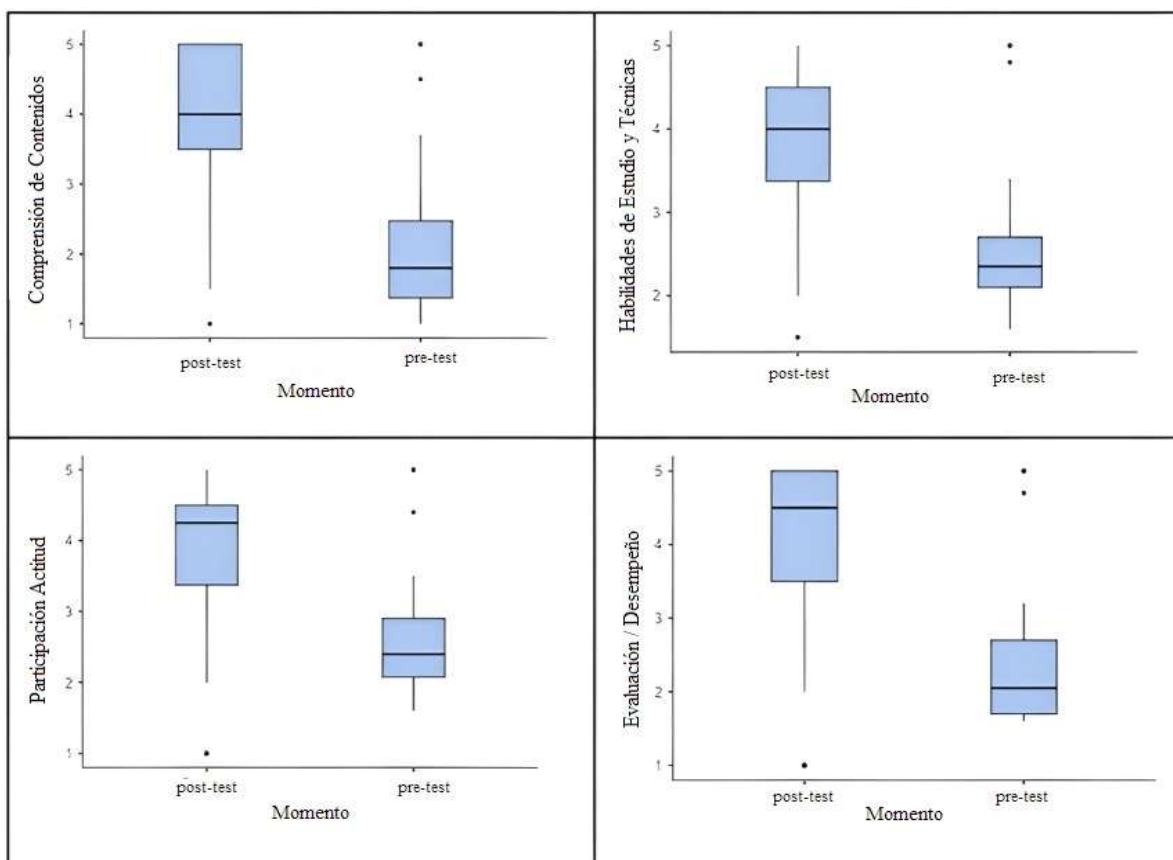 Comprensión de Contenidos
5
4
3
2
1
post-test
pre-test
Momento
Habilidades de Estudio y Técnicas
5
4
3
2
post-test
pre-test
Momento
Participación Actitud
5
4
3
2
1
post-test
pre-test
Momento
Evaluación / Desempeño
5
4
3
2
1
post-test
pre-test
Momento